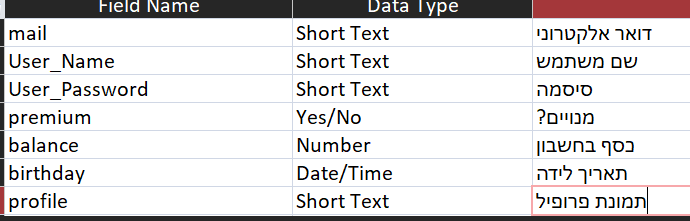 Field Name Data Type
mail Short Text דואר אלקטרוני
User_Name Short Text שם משתמש
User_Password Short Text סיסמה
premium Yes/No מנויים?
balance Number כסף בחשבון
birthday Date/Time תאריך לידה
profile Short Text תמונת פרופיל